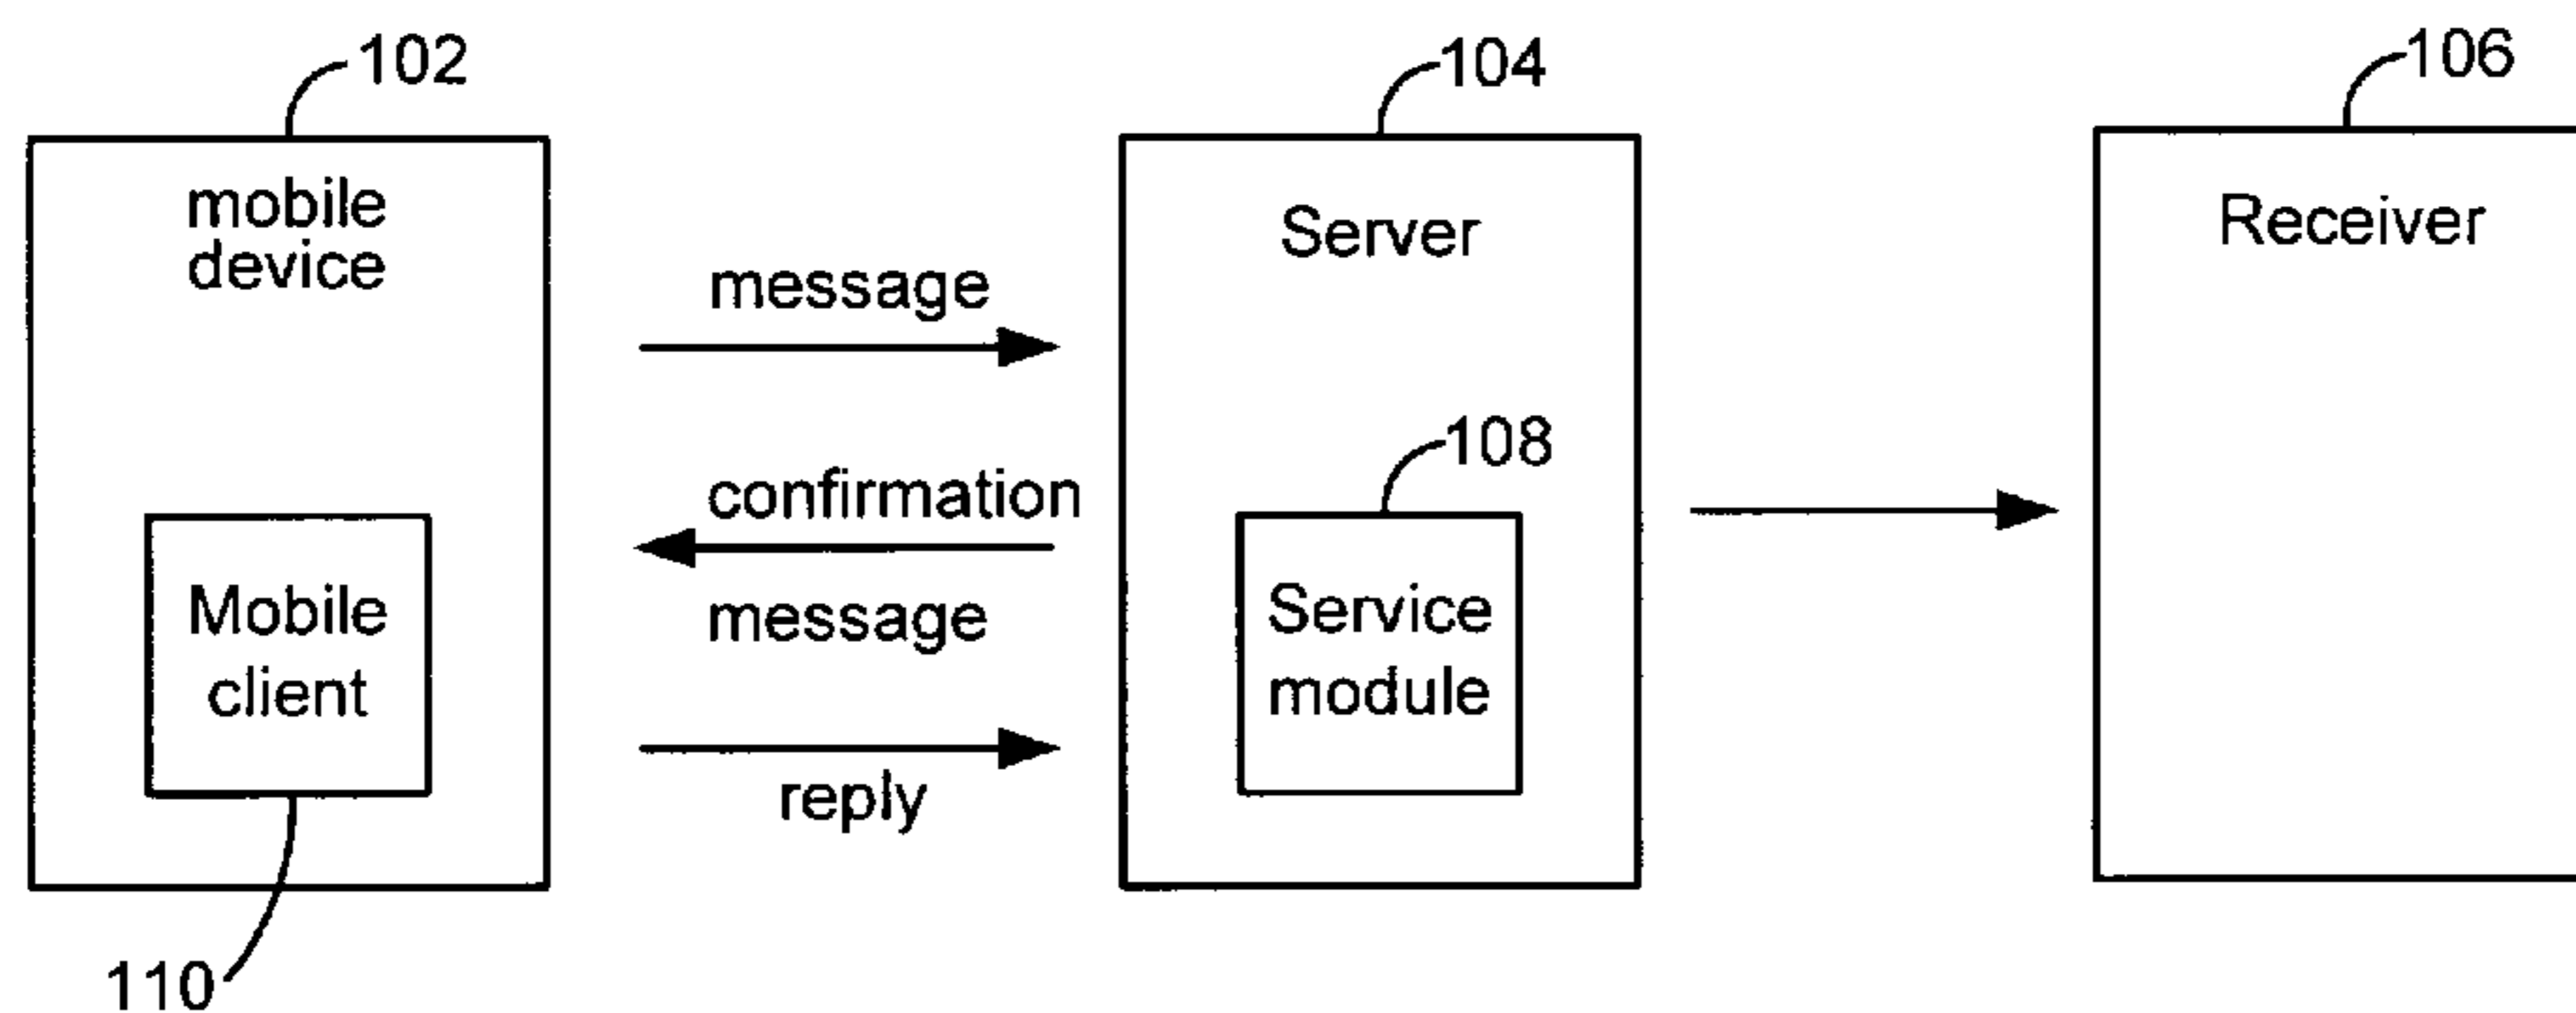 102
104
106
mobile
device
Server
Receiver
message
confirmation
message
reply
108
Mobile
client
Service
module
110